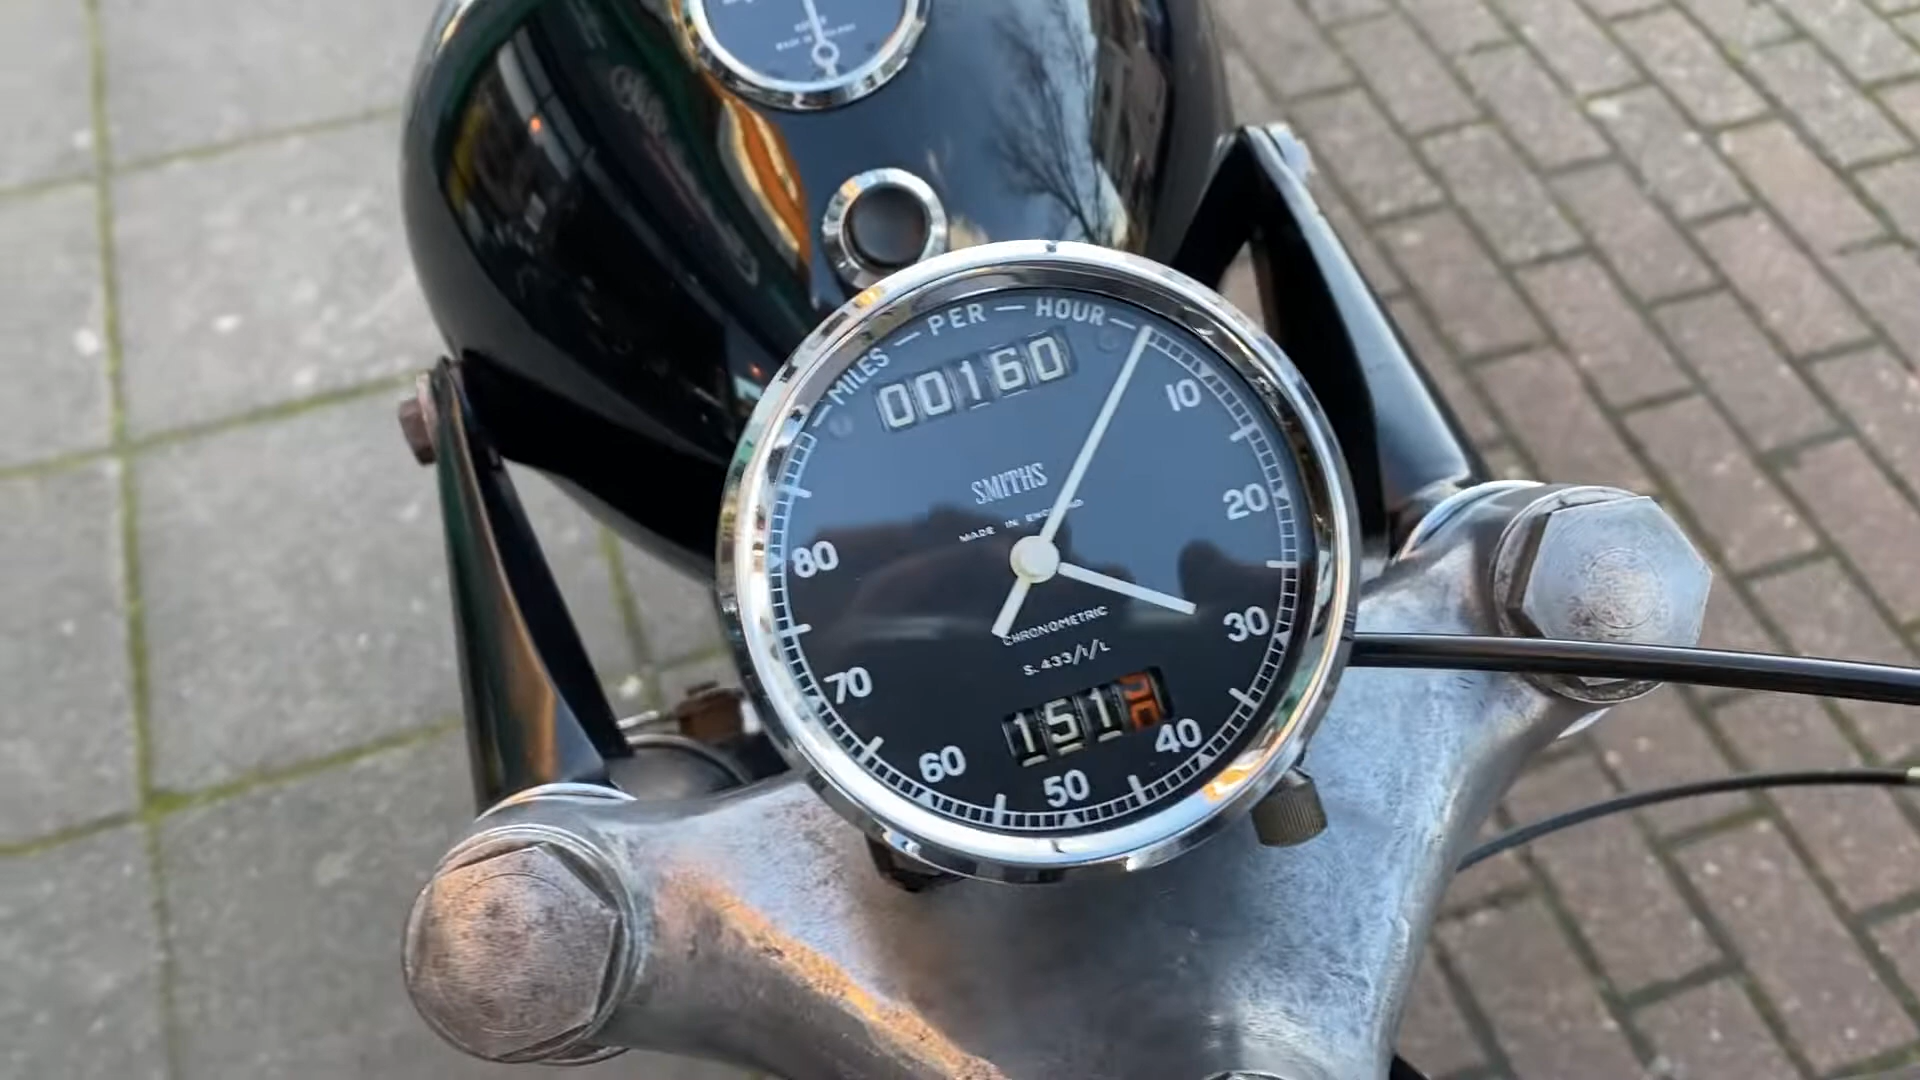 MILES — PER — HOUR
00160
10
SMITHS
20
MADE IN ENGLAND
80
CHRONOMETRIC
30
S.433/1/L
70
151
40
60
50